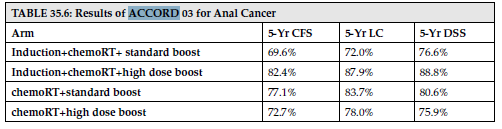 TABLE 35.6: Results of ACCORD 03 for Anal Cancer
Arm 5-Yr CFS 5-Yr LC 5-Yr DSS
Induction+chemoRT+ standard boost 69.6% 72.0% 76.6%
Induction+chemoRT+high dose boost 82.4% 87.9% 88.8%
chemoRT+standard boost 77.1% 83.7% 80.6%
chemoRT+high dose boost 72.7% 78.0% 75.9%